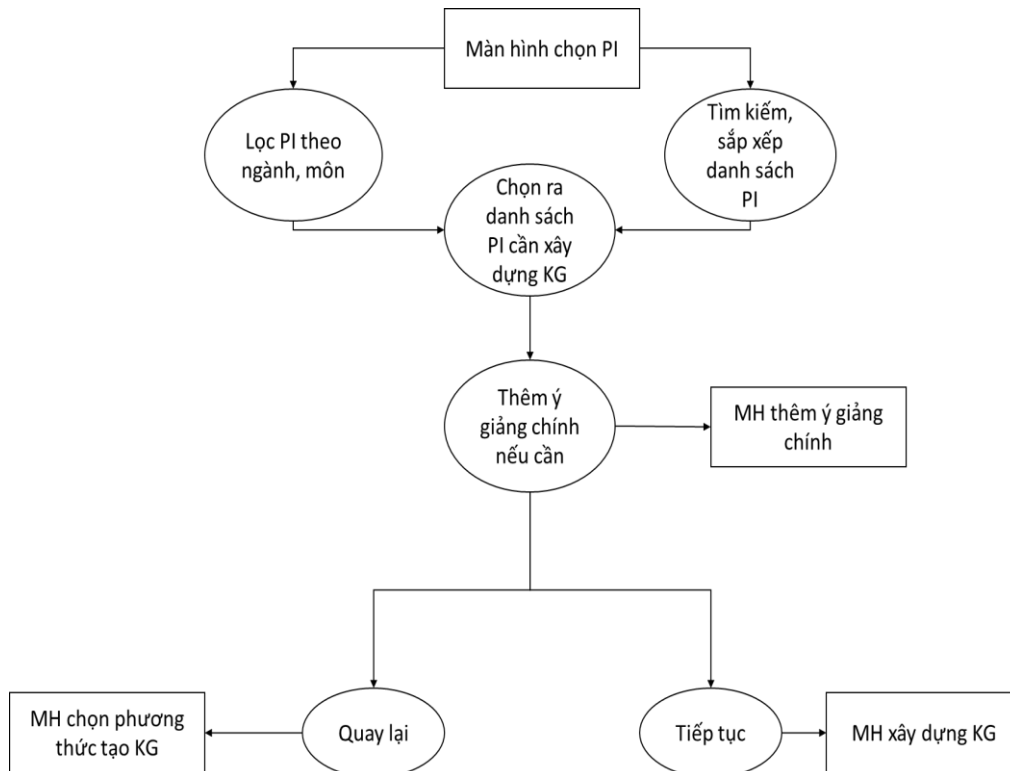 Màn hình chọn PI
Lọc PI theo
ngành, môn
Tìm kiếm,
sắp xếp
danh sách
PI
Chọn ra
danh sách
PI cần xây
dựng KG
Thêm ý
giảng chính
nếu cần
MH thêm ý giảng
chính
MH chọn phương
thức tạo KG
Quay lại
Tiếp tục
MH xây dựng KG